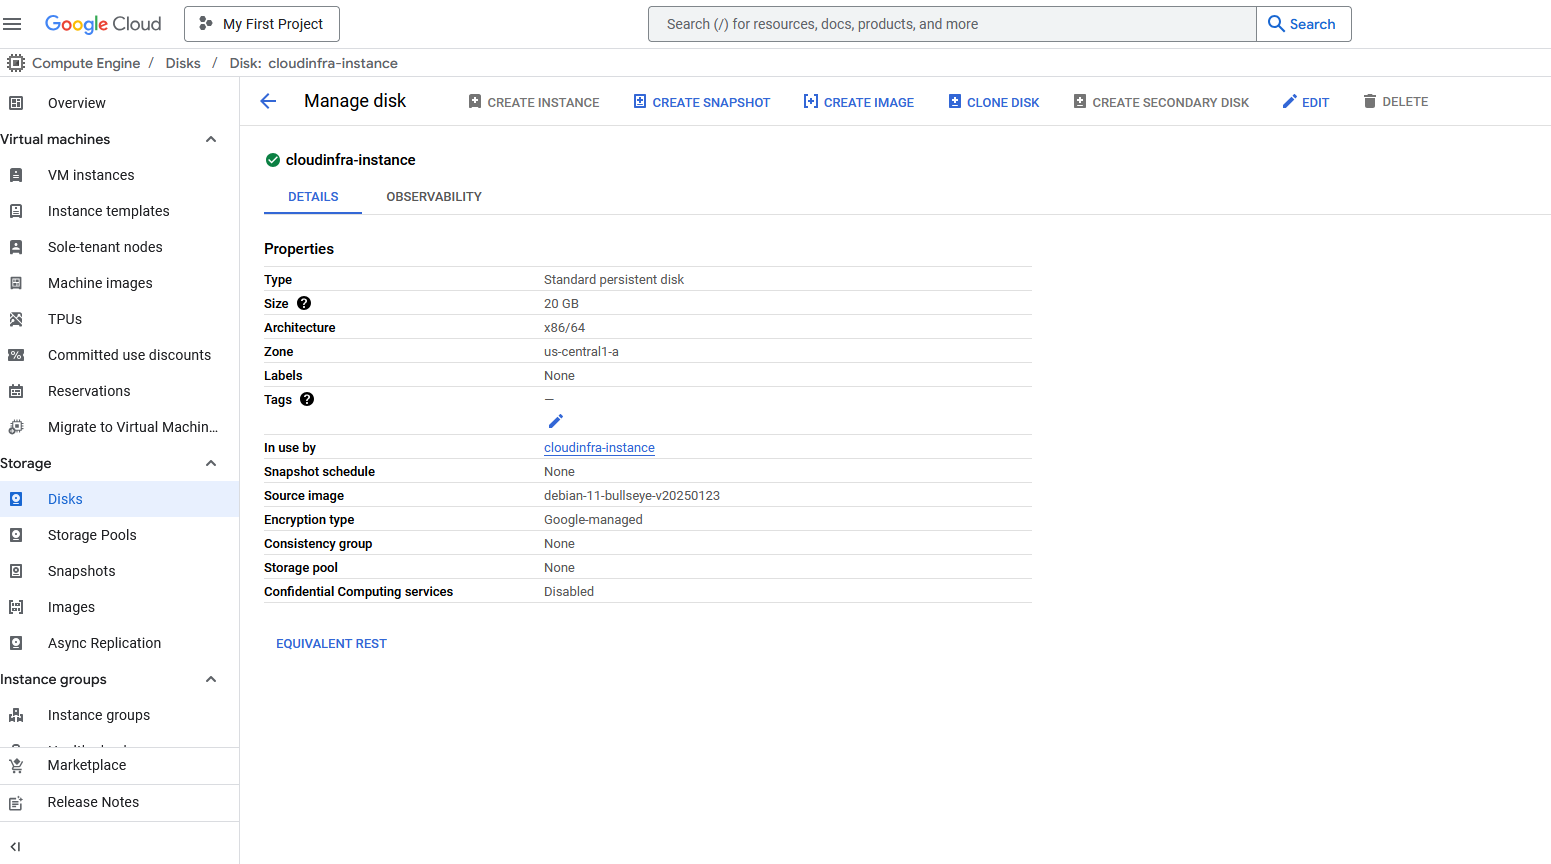 Google Cloud
My First Project
Search (/) for resources, docs, products, and more
Search
Compute Engine / Disks / Disk: cloudinfra-instance
Overview
Virtual machines
VM instances
Instance templates
Sole-tenant nodes
Machine images
TPUs
Committed use discounts
Reservations
Migrate to Virtual Machin...
Storage
Disks
Storage Pools
Snapshots
Images
Async Replication
Instance groups
Instance groups
Marketplace
Release Notes
Manage disk
CREATE INSTANCE
CREATE SNAPSHOT
CREATE IMAGE
CLONE DISK
CREATE SECONDARY DISK
EDIT
DELETE
cloudinfra-instance
DETAILS
OBSERVABILITY
Properties
Type Standard persistent disk
Size ? 20 GB
Architecture x86/64
Zone us-central1-a
Labels None
Tags ? —
In use by cloudinfra-instance
Snapshot schedule None
Source image debian-11-bullseye-v20250123
Encryption type Google-managed
Consistency group None
Storage pool None
Confidential Computing services Disabled
EQUIVALENT REST